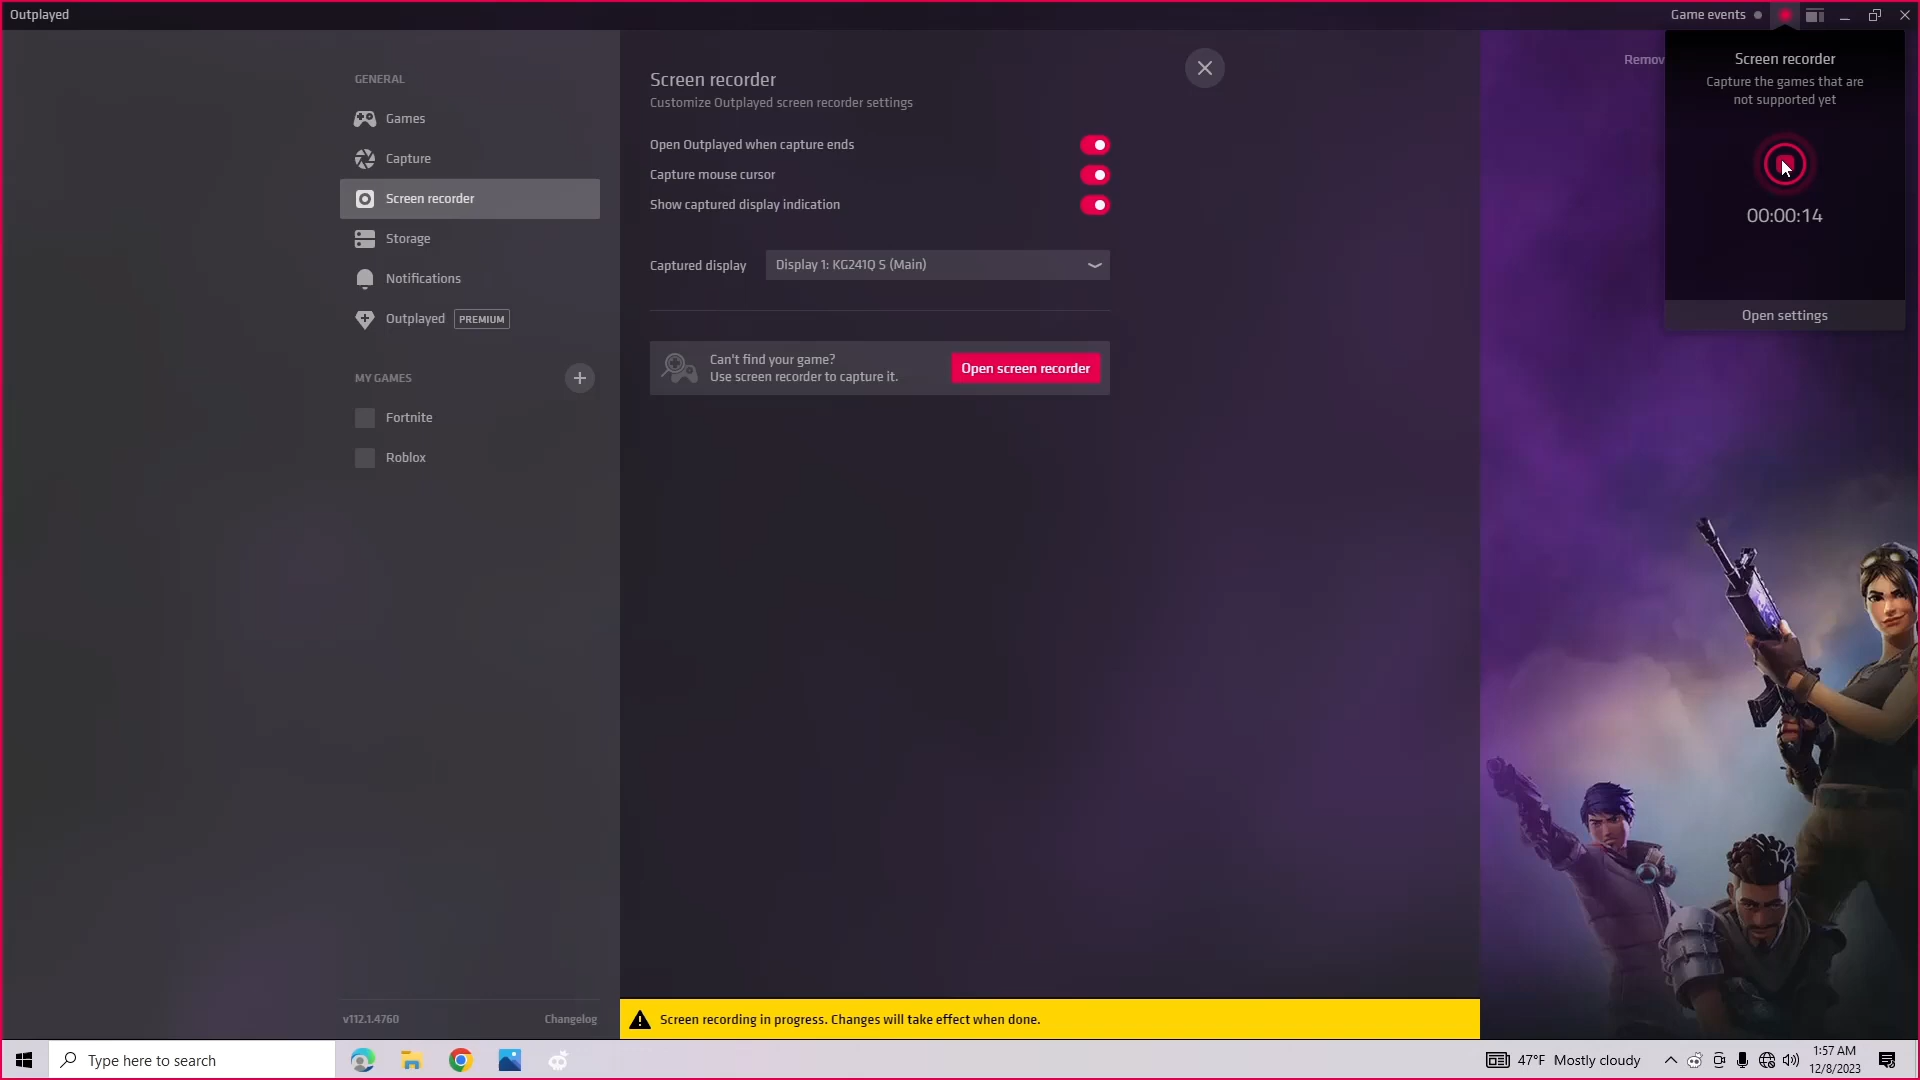 Outplayed
Game events
GENERAL
Games
Capture
Screen recorder
Storage
Notifications
Outplayed PREMIUM
MY GAMES
Fortnite
Roblox
v112.1.4760 Changelog
Screen recorder
Customize Outplayed screen recorder settings
Open Outplayed when capture ends
Capture mouse cursor
Show captured display indication
Captured display Display 1: KG241Q S (Main)
Can't find your game?
Use screen recorder to capture it.
Open screen recorder
Screen recording in progress. Changes will take effect when done.
Remov
Screen recorder
Capture the games that are
not supported yet
00:00:14
Open settings
Type here to search
47°F Mostly cloudy
1:57 AM
12/8/2023